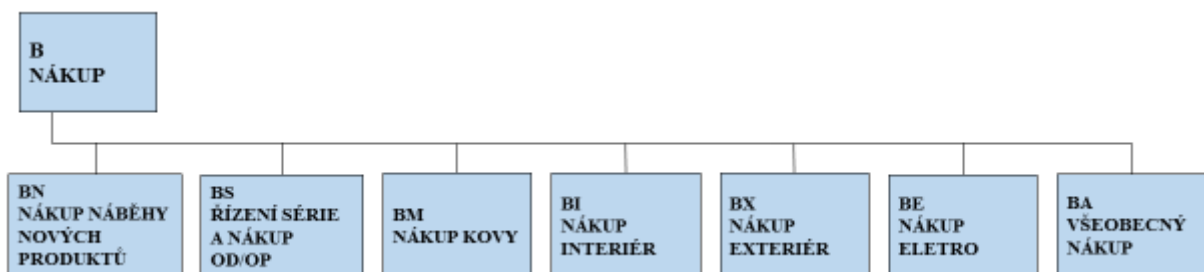 B
NÁKUP
BN
NÁKUP NÁBĚHY
NOVÝCH
PRODUKTŮ
BS
ŘÍZENÍ SÉRIE
A NÁKUP
OD/OP
BM
NÁKUP KOVY
BI
NÁKUP
INTERIÉR
BX
NÁKUP
EXTERIÉR
BE
NÁKUP
ELETRO
BA
VŠEOBECNÝ
NÁKUP